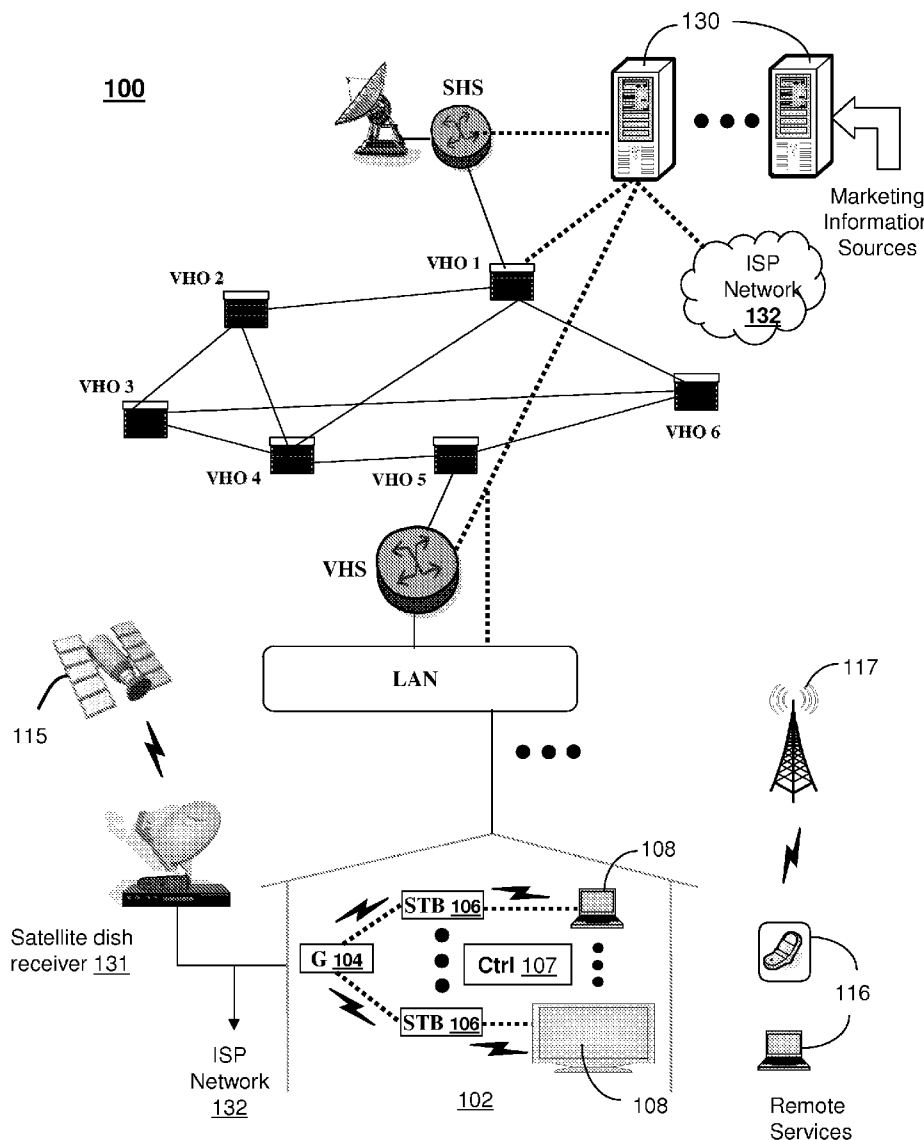 130
100
SHS
Marketing
Information
Sources
VHO 1
ISP
Network
132
VHO 2
VHO 3
VHO 6
VHO 4
VHO 5
VHS
LAN
117
115
108
STB 106
Satellite dish
receiver 131
G 104
Ctrl 107
116
STB 106
ISP
Network
132
102
108
Remote
Services